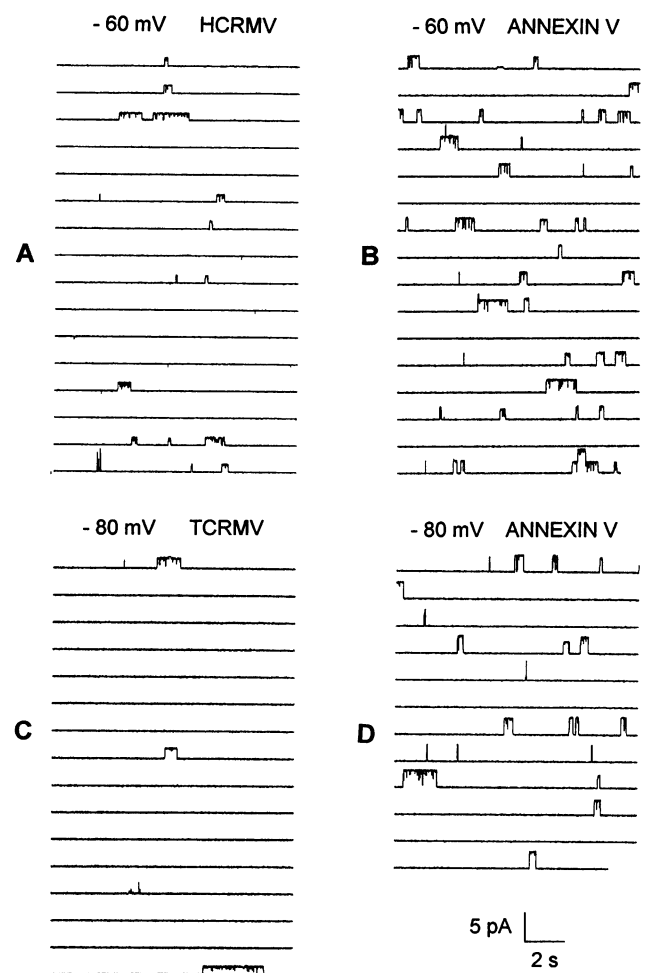 - 60 mV HCRMV
- 60 mV ANNEXIN V
A
B
- 80 mV TCRMV
- 80 mV ANNEXIN V
C
D
5 pA
2 s